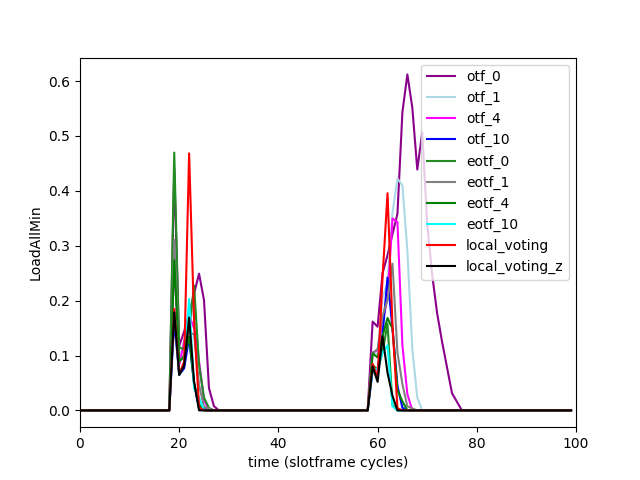 0.6
0.5
0.4
0.3
0.2
0.1
0.0
LoadAllMin
otf_0
otf_1
otf_4
otf_10
eotf_0
eotf_1
eotf_4
eotf_10
local_voting
local_voting_z
0 20 40 60 80 100
time (slotframe cycles)